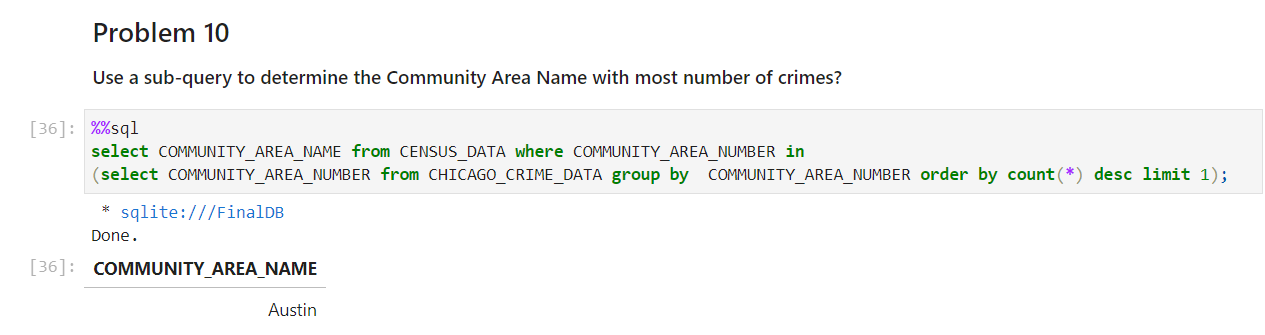 Problem 10
Use a sub-query to determine the Community Area Name with most number of crimes?
[36]: %%sql
select COMMUNITY_AREA_NAME from CENSUS_DATA where COMMUNITY_AREA_NUMBER in
(select COMMUNITY_AREA_NUMBER from CHICAGO_CRIME_DATA group by  COMMUNITY_AREA_NUMBER order by count(*) desc limit 1);
* sqlite:///FinalDB
Done.
[36]: COMMUNITY_AREA_NAME
Austin